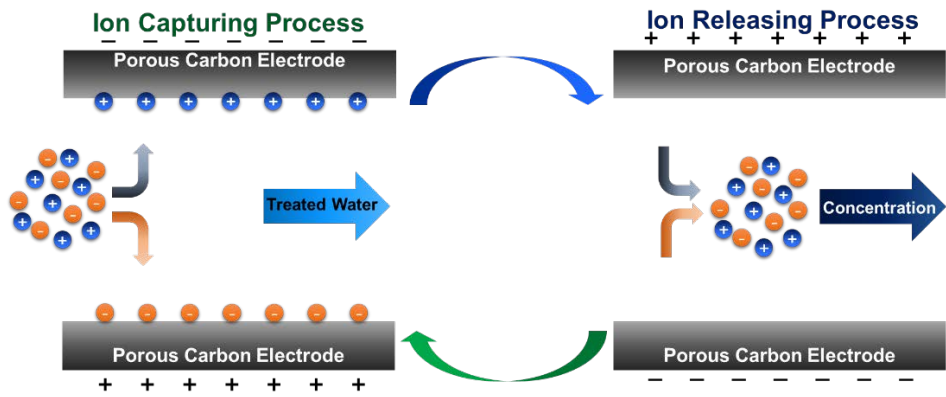 Ion Capturing Process
Ion Releasing Process
− − − − − − −
+ + + + + + +
Porous Carbon Electrode
Porous Carbon Electrode
+ + + + + + +
Treated Water
Concentration
− − − − − − −
Porous Carbon Electrode
Porous Carbon Electrode
+ + + + + + +
− − − − − − −